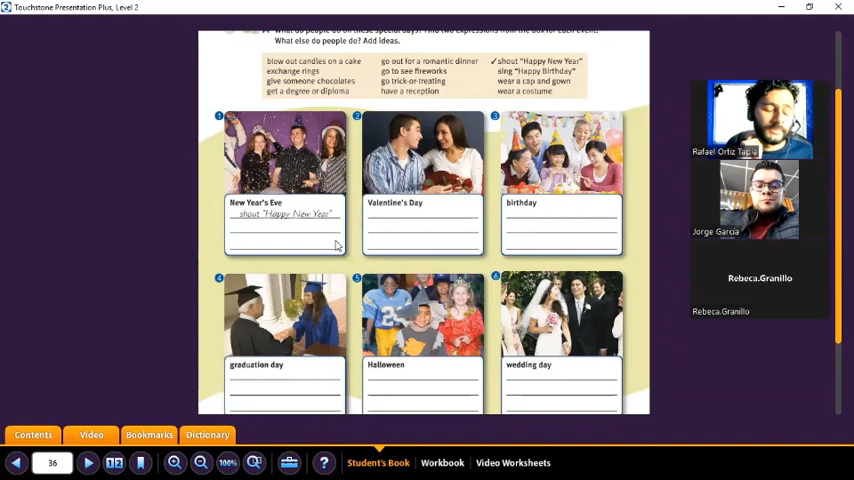 Touchstone Presentation Plus, Level 2
What else do people do? Add ideas.
blow out candles on a cake
exchange rings
give someone chocolates
get a degree or diploma
go out for a romantic dinner
go to see fireworks
go trick-or-treating
have a reception
✓shout "Happy New Year"
sing "Happy Birthday"
wear a cap and gown
wear a costume
1
New Year's Eve
shout "Happy New Year"
2
Valentine's Day
3
birthday
4
graduation day
5
Halloween
6
wedding day
Rafael Ortiz Tapia
Jorge García
Rebeca.Granillo
Rebeca.Granillo
Contents
Video
Bookmarks
Dictionary
36
100%
Student's Book
Workbook
Video Worksheets